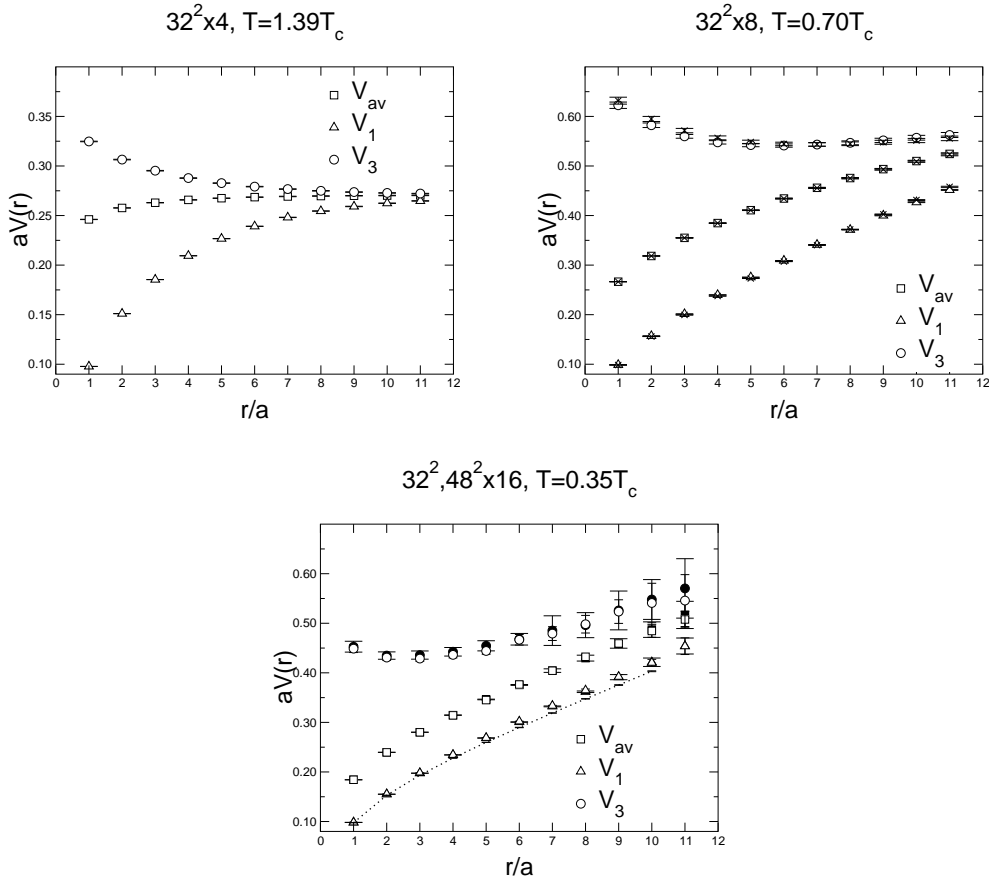 32²x4, T=1.39T_c
0.35
0.30
0.25
0.20
0.15
0.10
aV(r)
V_av
V_1
V_3
0 1 2 3 4 5 6 7 8 9 10 11 12
r/a
32²x8, T=0.70T_c
0.60
0.50
0.40
0.30
0.20
0.10
aV(r)
V_av
V_1
V_3
0 1 2 3 4 5 6 7 8 9 10 11 12
r/a
32²,48²x16, T=0.35T_c
0.60
0.50
0.40
0.30
0.20
0.10
aV(r)
V_av
V_1
V_3
0 1 2 3 4 5 6 7 8 9 10 11 12
r/a